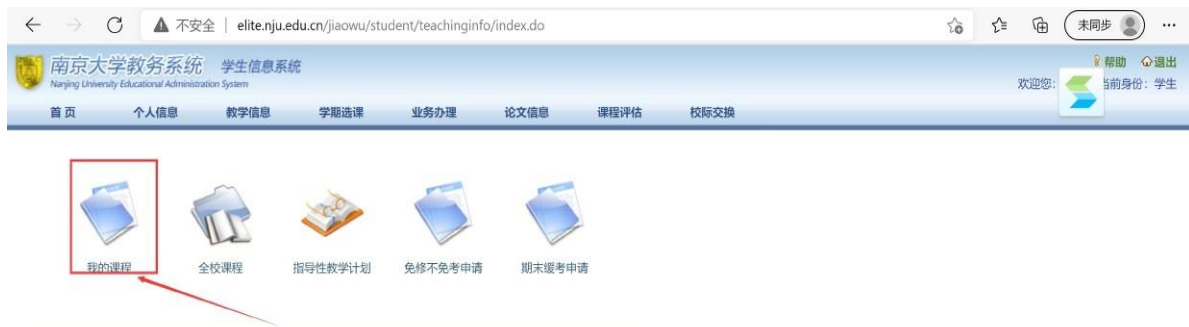 不安全 | elite.nju.edu.cn/jiaowu/student/teachinginfo/index.do 未同步
南京大学教务系统 学生信息系统
Nanjing University Educational Administration System
帮助 退出
欢迎您: 当前身份: 学生
首页 个人信息 教学信息 学期选课 业务办理 论文信息 课程评估 校际交换
我的课程 全校课程 指导性教学计划 免修不免考申请 期末缓考申请